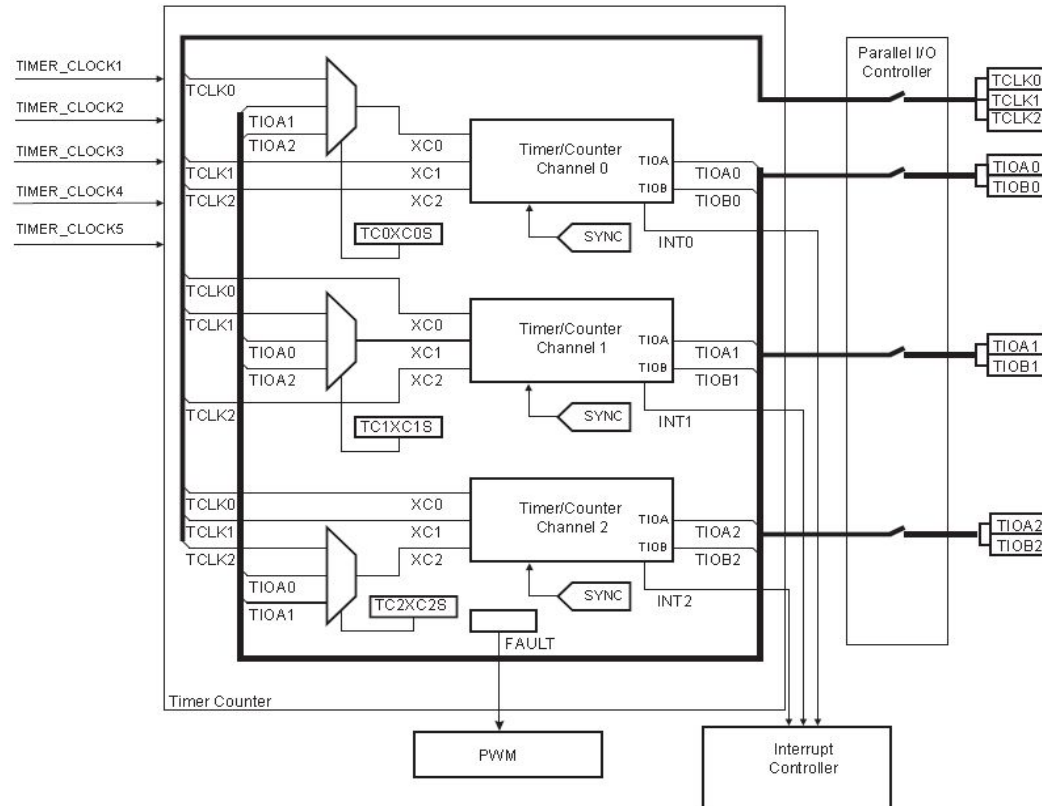 Parallel I/O
Controller
TIMER_CLOCK1
TIMER_CLOCK2
TIMER_CLOCK3
TIMER_CLOCK4
TIMER_CLOCK5
TCLK0
TIOA1
TIOA2
TCLK1
TCLK2
XC0
XC1
XC2
Timer/Counter
Channel 0
TIOA
TIOB
TIOA0
TIOB0
TC0XC0S
SYNC
INT0
TCLK0
TCLK1
TCLK2
TIOA0
TIOB0
TCLK0
TCLK1
TIOA0
TIOA2
TCLK2
XC0
XC1
XC2
Timer/Counter
Channel 1
TIOA
TIOB
TIOA1
TIOB1
TC1XC1S
SYNC
INT1
TIOA1
TIOB1
TCLK0
TCLK1
TCLK2
TIOA0
TIOA1
XC0
XC1
XC2
Timer/Counter
Channel 2
TIOA
TIOB
TIOA2
TIOB2
TC2XC2S
SYNC
INT2
TIOA2
TIOB2
FAULT
Timer Counter
PWM
Interrupt
Controller